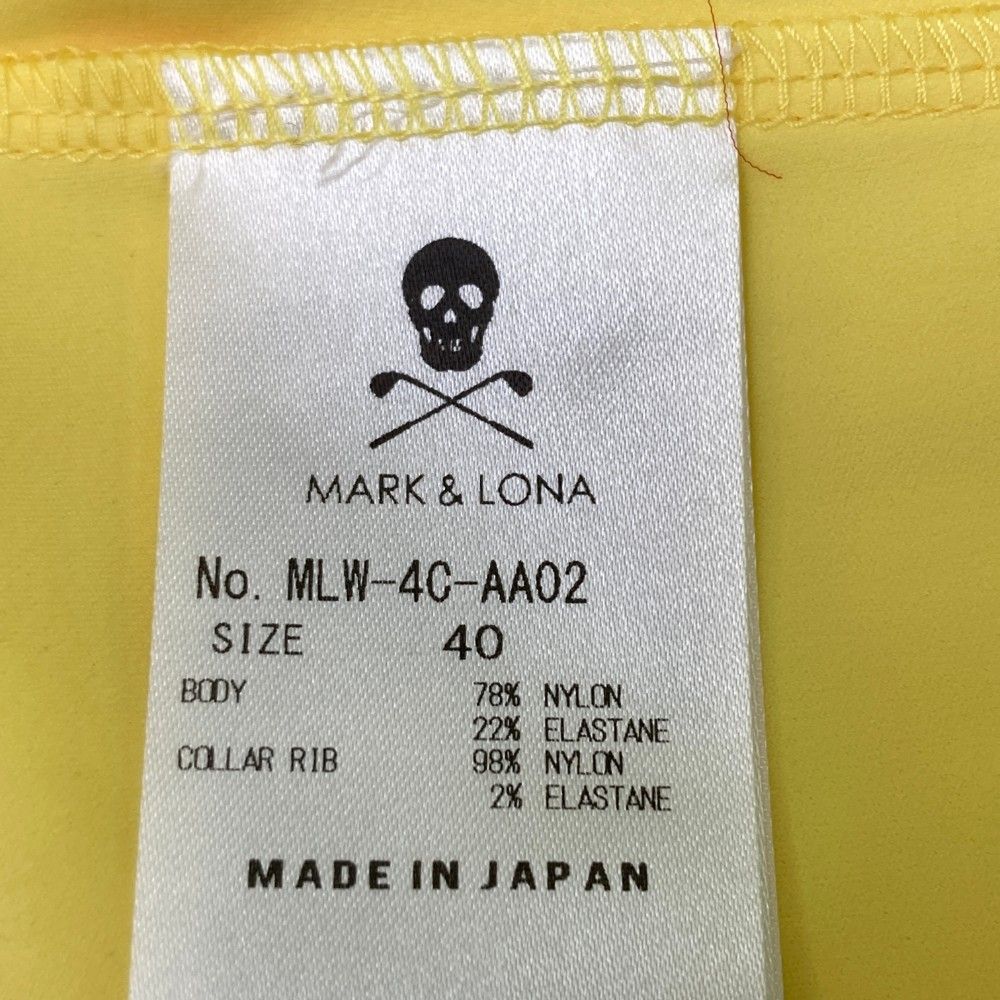 MARK & LONA
No. MLW-4C-AA02
SIZE 40
BODY 78% NYLON
22% ELASTANE
COLLAR RIB 98% NYLON
2% ELASTANE
MADE IN JAPAN